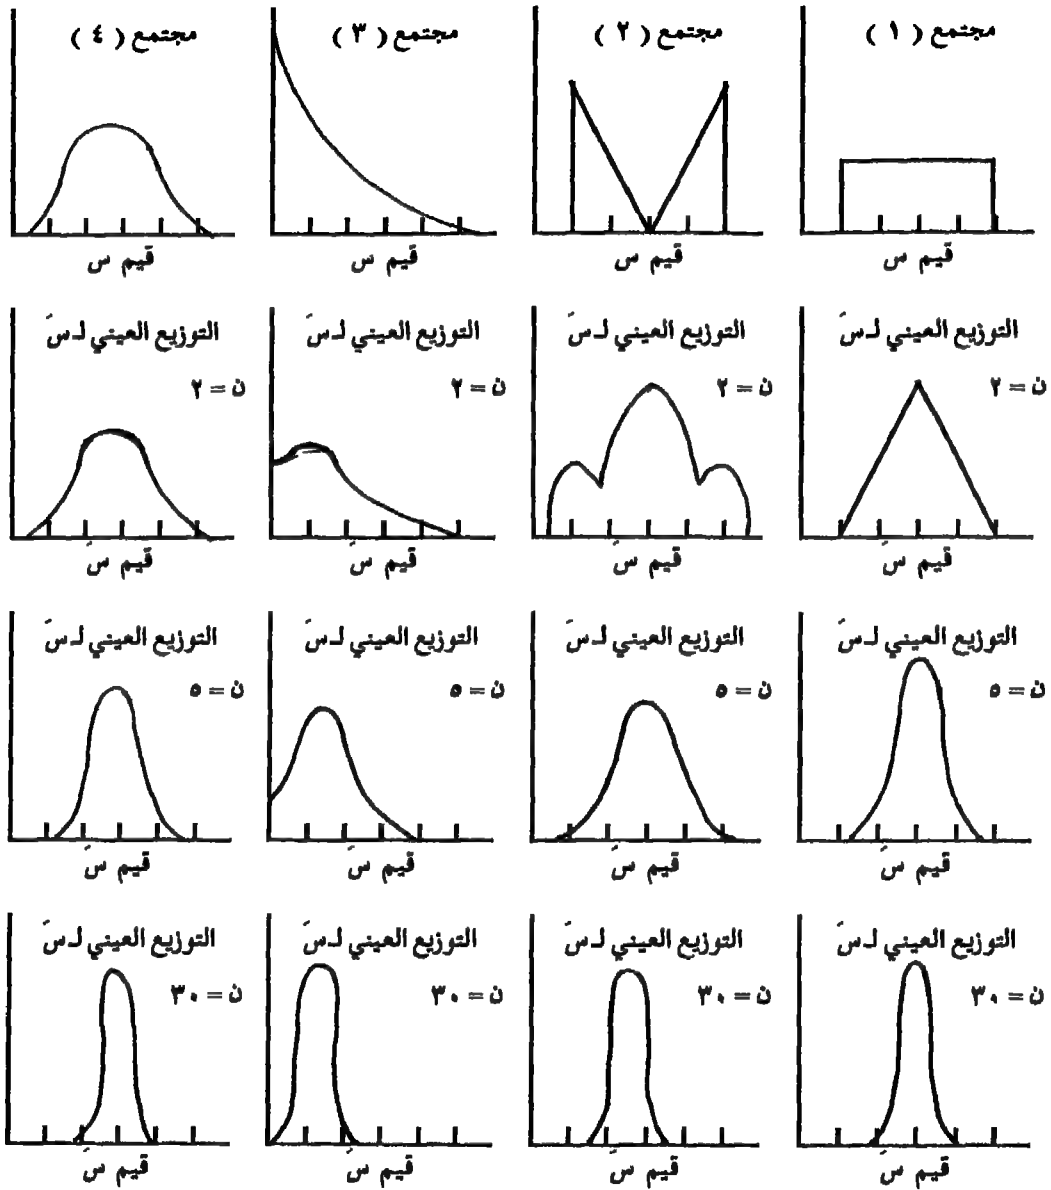 مجتمع ( ١ )
مجتمع ( ٢ )
مجتمع ( ٣ )
مجتمع ( ٤ )
قيم س
قيم س
قيم س
قيم س
التوزيع العيني لـ سَ
التوزيع العيني لـ سَ
التوزيع العيني لـ سَ
التوزيع العيني لـ سَ
ن = ٢
ن = ٢
ن = ٢
ن = ٢
قيم سَ
قيم سَ
قيم سَ
قيم سَ
التوزيع العيني لـ سَ
التوزيع العيني لـ سَ
التوزيع العيني لـ سَ
التوزيع العيني لـ سَ
ن = ٥
ن = ٥
ن = ٥
ن = ٥
قيم سَ
قيم سَ
قيم سَ
قيم سَ
التوزيع العيني لـ سَ
التوزيع العيني لـ سَ
التوزيع العيني لـ سَ
التوزيع العيني لـ سَ
ن = ٣٠
ن = ٣٠
ن = ٣٠
ن = ٣٠
قيم سَ
قيم سَ
قيم سَ
قيم سَ